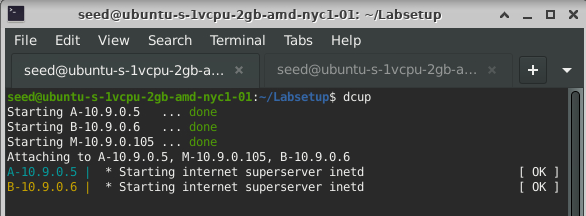 seed@ubuntu-s-1vcpu-2gb-amd-nyc1-01: ~/Labsetup
File Edit View Search Terminal Tabs Help
seed@ubuntu-s-1vcpu-2gb-a... × seed@ubuntu-s-1vcpu-2gb-a... ×
seed@ubuntu-s-1vcpu-2gb-amd-nyc1-01:~/Labsetup$ dcup
Starting A-10.9.0.5   ... done
Starting B-10.9.0.6   ... done
Starting M-10.9.0.105 ... done
Attaching to A-10.9.0.5, M-10.9.0.105, B-10.9.0.6
A-10.9.0.5 |  * Starting internet superserver inetd [ OK ]
B-10.9.0.6 |  * Starting internet superserver inetd [ OK ]